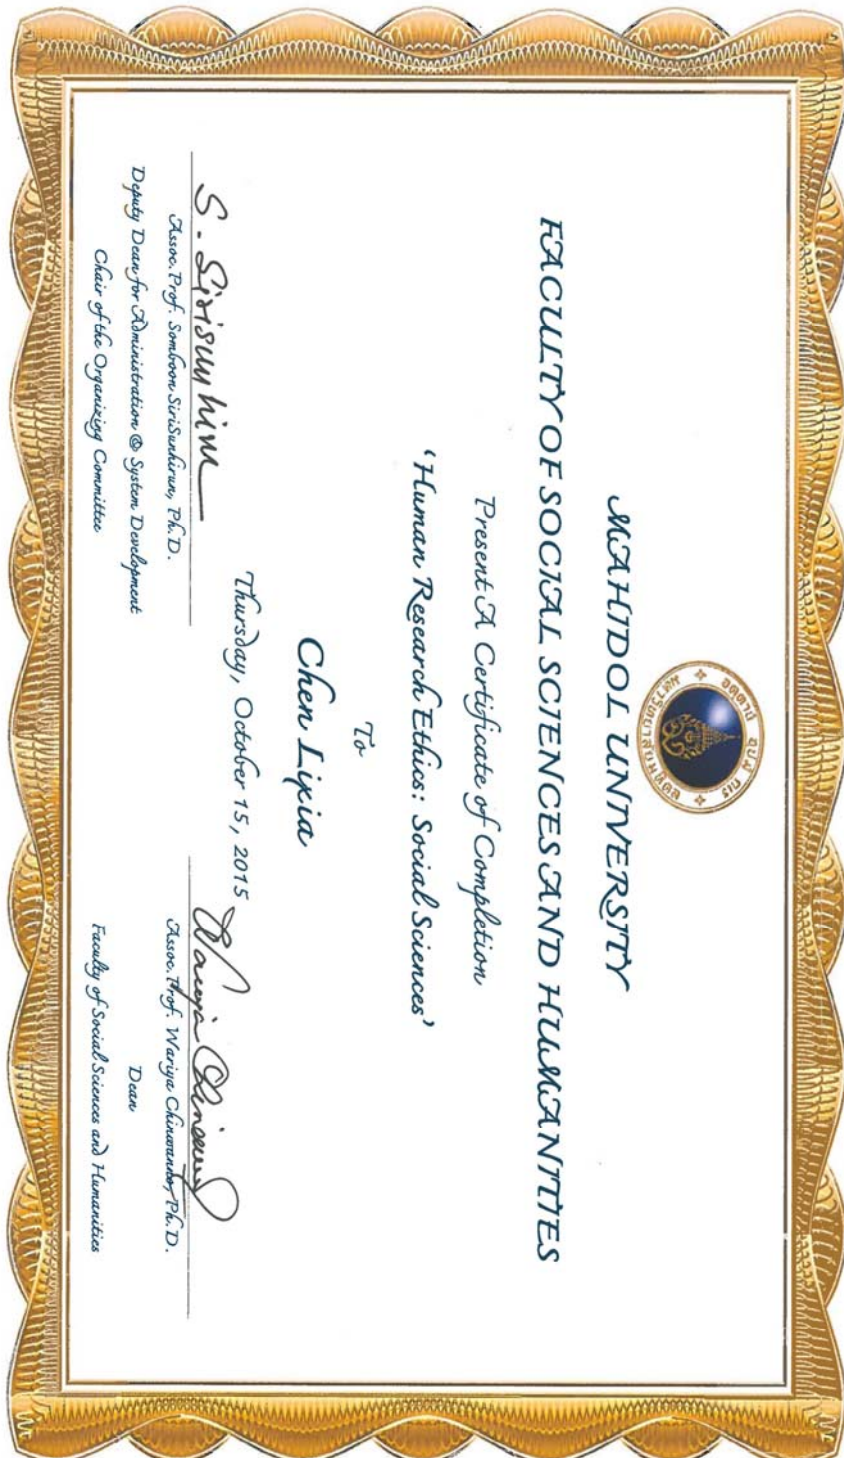 MAHIDOL UNIVERSITY
FACULTY OF SOCIAL SCIENCES AND HUMANITIES
Present A Certificate of Completion
'Human Research Ethics: Social Sciences'
To
Chen Lixia
Thursday, October 15, 2015
Assoc. Prof. Somboon SiriSunhirun, Ph.D.
Deputy Dean for Administration & System Development
Chair of the Organizing Committee
Assoc. Prof. Wariya Chinwanno, Ph.D.
Dean
Faculty of Social Sciences and Humanities